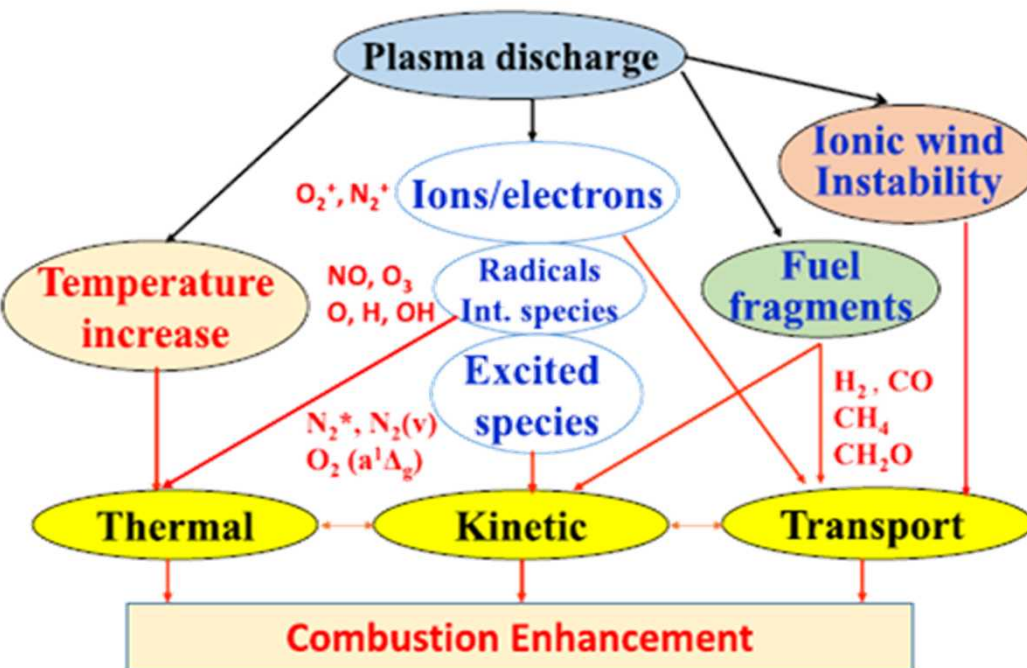 Plasma discharge
Ionic wind
Instability
O₂⁺, N₂⁺
Ions/electrons
Temperature
increase
NO, O₃
O, H, OH
Radicals
Int. species
Fuel
fragments
Excited
species
H₂ , CO
CH₄
CH₂O
N₂*, N₂(v)
O₂ (a¹Δg)
Thermal
Kinetic
Transport
Combustion Enhancement